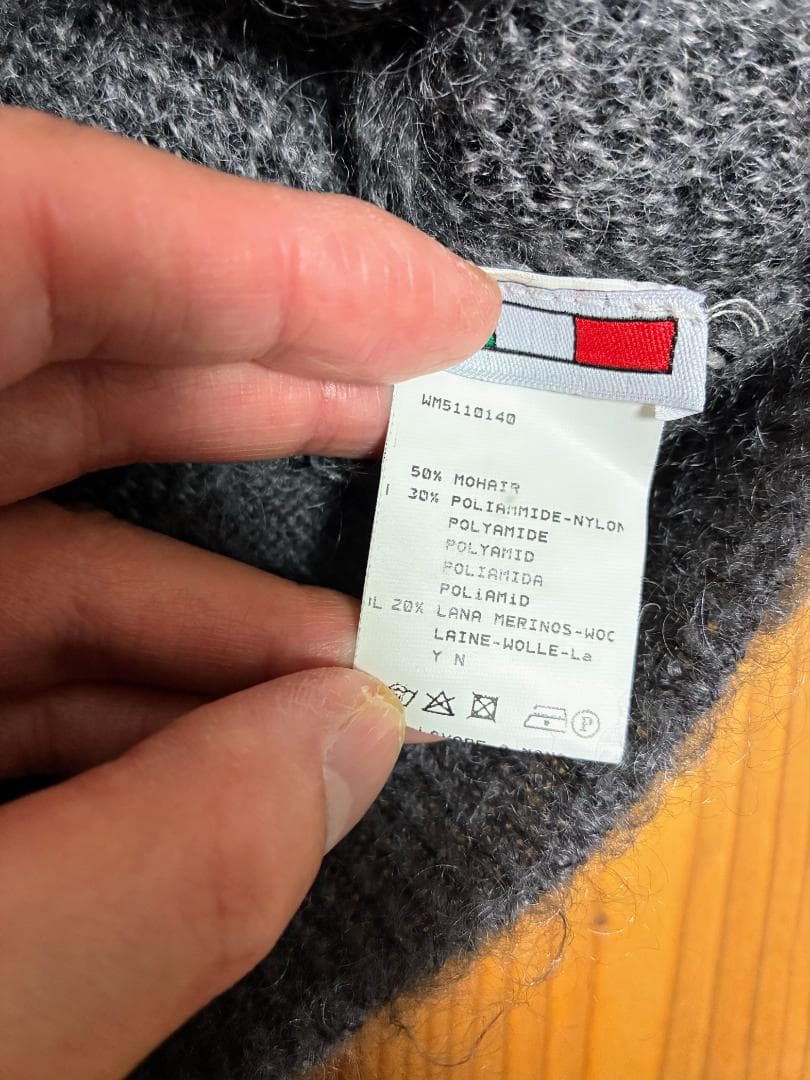 WM5110140
50% MOHAIR
30% POLIAMMIDE-NYLON
POLYAMIDE
POLYAMID
POLIAMIDA
POLiAMiD
20% LANA MERINOS-WOO
LAINE-WOLLE-La
Y N
P